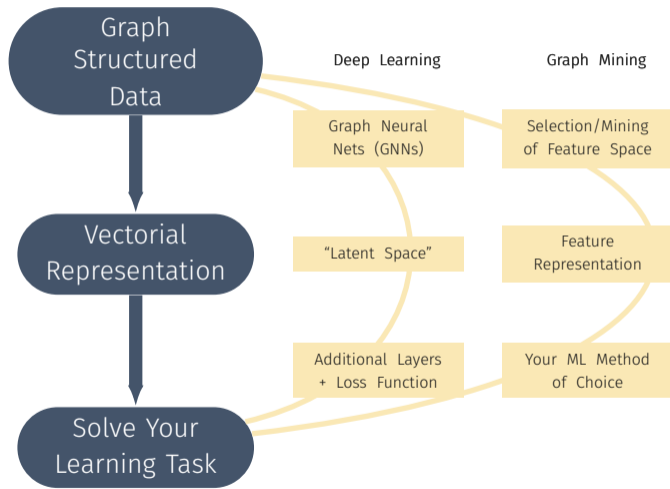 Graph
Structured
Data
Vectorial
Representation
Solve Your
Learning Task
Deep Learning
Graph Neural
Nets (GNNs)
“Latent Space”
Additional Layers
+ Loss Function
Graph Mining
Selection/Mining
of Feature Space
Feature
Representation
Your ML Method
of Choice